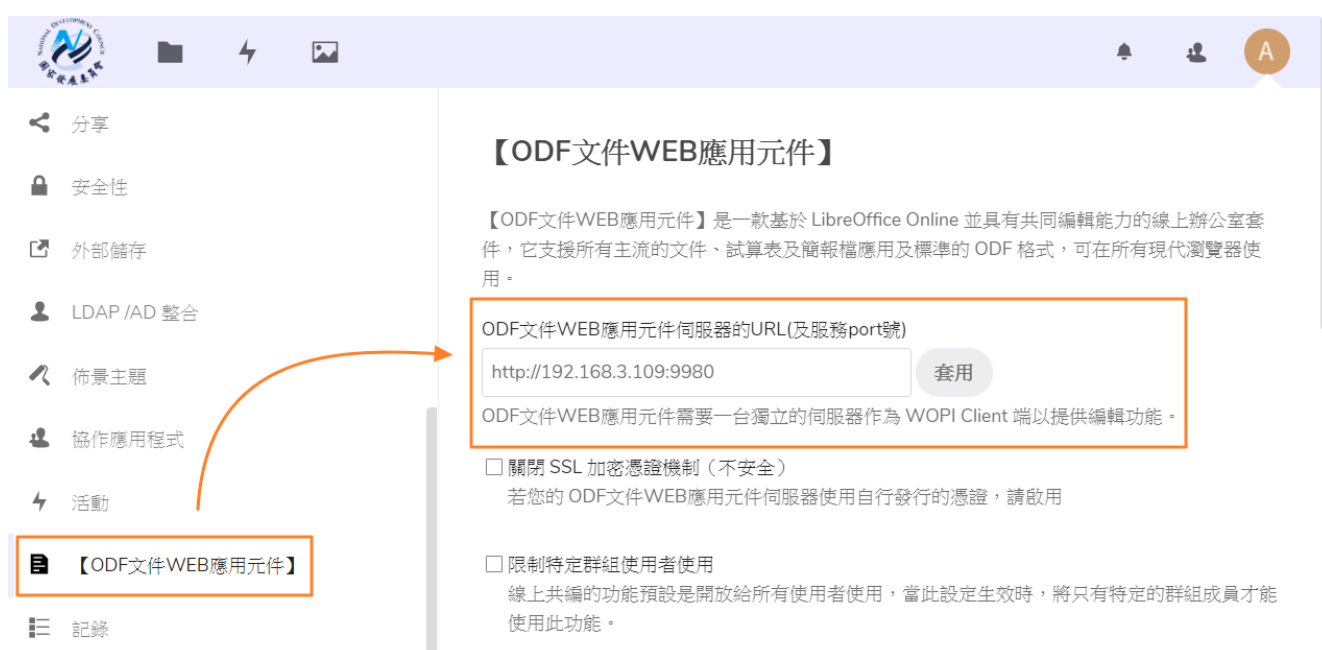 NATIONAL DEVELOPMENT COUNCIL
國家發展委員會
A
分享
安全性
外部儲存
LDAP /AD 整合
佈景主題
協作應用程式
活動
【ODF文件WEB應用元件】
記錄
【ODF文件WEB應用元件】
【ODF文件WEB應用元件】是一款基於 LibreOffice Online 並具有共同編輯能力的線上辦公室套
件，它支援所有主流的文件、試算表及簡報檔應用及標準的 ODF 格式，可在所有現代瀏覽器使
用。
ODF文件WEB應用元件伺服器的URL(及服務port號)
http://192.168.3.109:9980
套用
ODF文件WEB應用元件需要一台獨立的伺服器作為 WOPI Client 端以提供編輯功能。
關閉 SSL 加密憑證機制（不安全）
若您的 ODF文件WEB應用元件伺服器使用自行發行的憑證，請啟用
限制特定群組使用者使用
線上共編的功能預設是開放給所有使用者使用，當此設定生效時，將只有特定的群組成員才能
使用此功能。